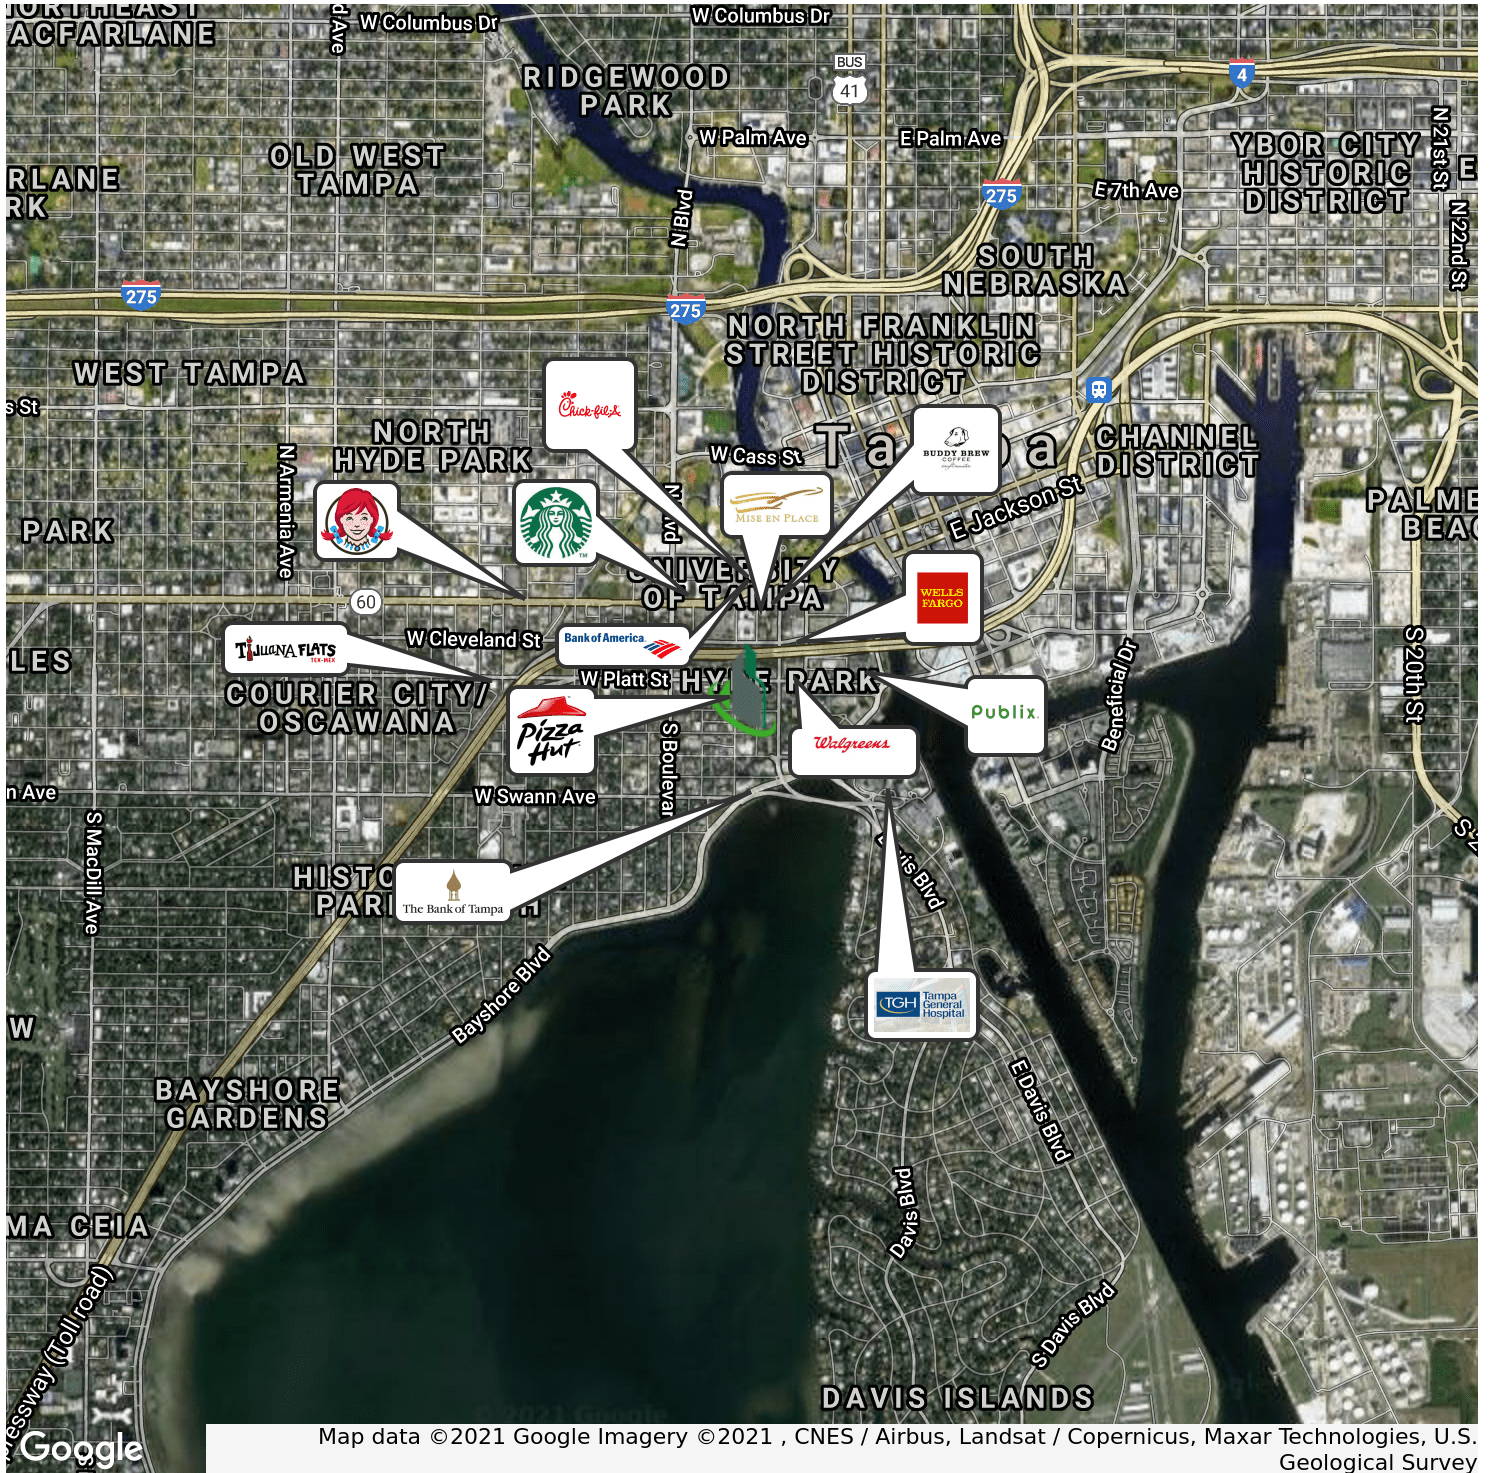 W Columbus Dr
W Columbus Dr
ACFARLANE
RIDGEWOOD
PARK
BUS
41
4
W Palm Ave
E Palm Ave
N 21st St
YBOR CITY
HISTORIC
DISTRICT
OLD WEST
TAMPA
RLANE
RK
E
275
E 7th Ave
N Blvd
N 22nd St
SOUTH
NEBRASKA
275
275
NORTH FRANKLIN
STREET HISTORIC
DISTRICT
WEST TAMPA
s St
Chick-fil-A
NORTH
HYDE PARK
W Cass St
Ta
pa
BUDDY BREW
COFFEE
CHANNEL
DISTRICT
N Armenia Ave
MISE EN PLACE
E Jackson St
PALME
BEAC
PARK
TM
UNIVERSITY
OF TAMPA
60
WELLS
FARGO
TIJUANA FLATS
TEX-MEX
W Cleveland St
Bank of America
LES
W Platt St
HYDE PARK
COURIER CITY/
OSCAWANA
Pizza
Hut
Publix
Walgreens
Beneficial Dr
S 20th St
S Boulevar
n Ave
W Swann Ave
S MacDill Ave
HISTO
PAR
H
The Bank of Tampa
Davis Blvd
Bayshore Blvd
TGH
Tampa
General
Hospital
W
BAYSHORE
GARDENS
E Davis Blvd
Davis Blvd
MA CEIA
ressway (Toll road)
S Davis Blvd
DAVIS ISLANDS
Google
Map data ©2021 Google Imagery ©2021 , CNES / Airbus, Landsat / Copernicus, Maxar Technologies, U.S.
Geological Survey